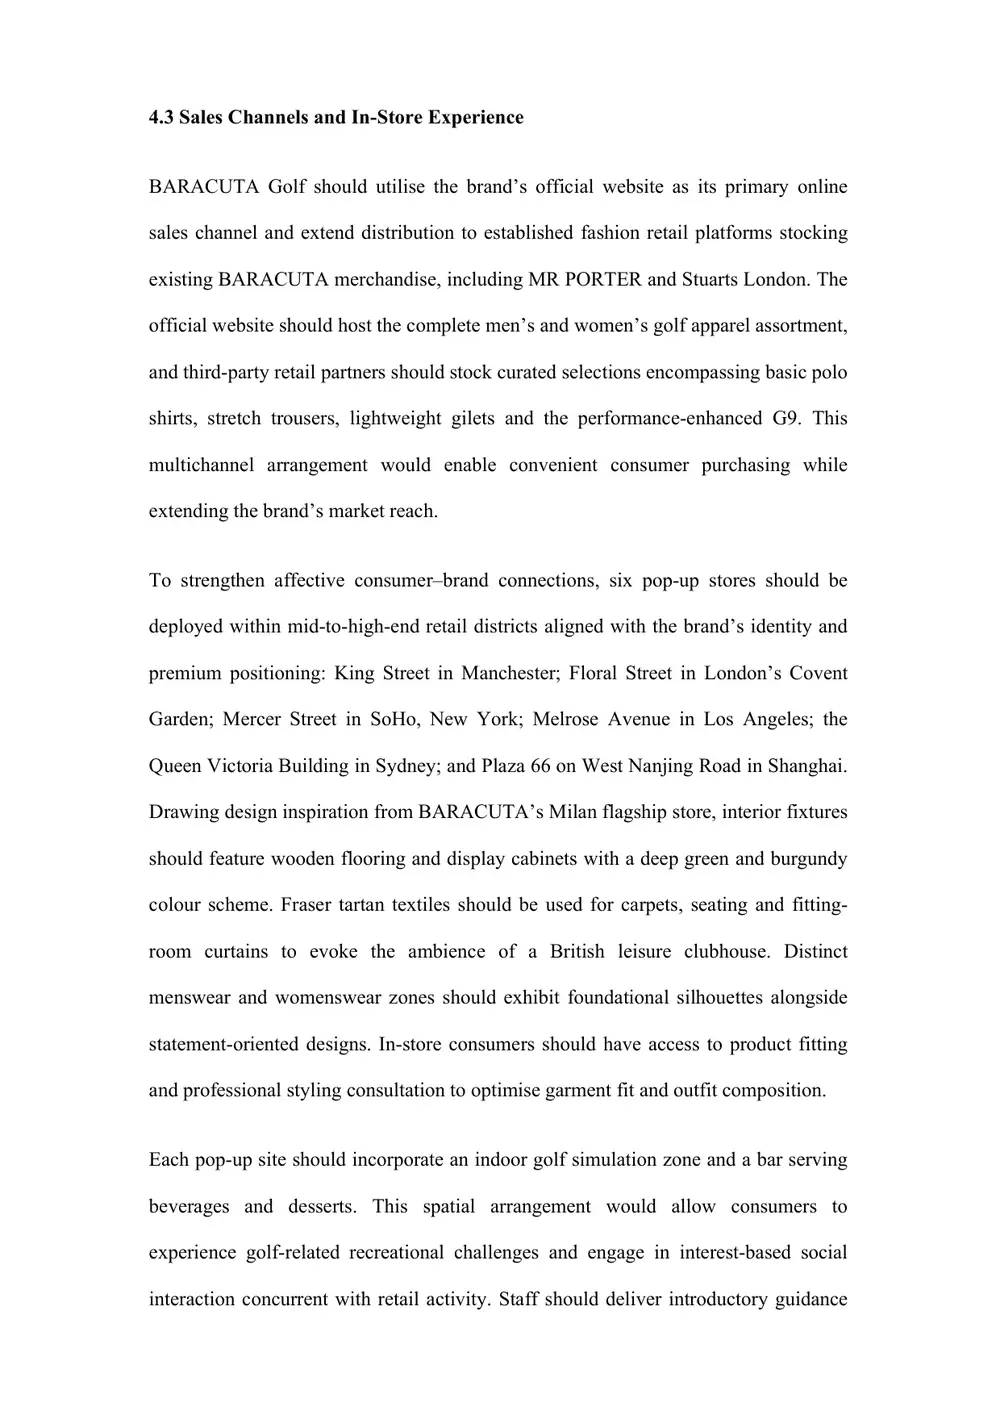 4.3 Sales Channels and In-Store Experience
BARACUTA Golf should utilise the brand’s official website as its primary online
sales channel and extend distribution to established fashion retail platforms stocking
existing BARACUTA merchandise, including MR PORTER and Stuarts London. The
official website should host the complete men’s and women’s golf apparel assortment,
and third-party retail partners should stock curated selections encompassing basic polo
shirts, stretch trousers, lightweight gilets and the performance-enhanced G9. This
multichannel arrangement would enable convenient consumer purchasing while
extending the brand’s market reach.
To strengthen affective consumer–brand connections, six pop-up stores should be
deployed within mid-to-high-end retail districts aligned with the brand’s identity and
premium positioning: King Street in Manchester; Floral Street in London’s Covent
Garden; Mercer Street in SoHo, New York; Melrose Avenue in Los Angeles; the
Queen Victoria Building in Sydney; and Plaza 66 on West Nanjing Road in Shanghai.
Drawing design inspiration from BARACUTA’s Milan flagship store, interior fixtures
should feature wooden flooring and display cabinets with a deep green and burgundy
colour scheme. Fraser tartan textiles should be used for carpets, seating and fitting-
room curtains to evoke the ambience of a British leisure clubhouse. Distinct
menswear and womenswear zones should exhibit foundational silhouettes alongside
statement-oriented designs. In-store consumers should have access to product fitting
and professional styling consultation to optimise garment fit and outfit composition.
Each pop-up site should incorporate an indoor golf simulation zone and a bar serving
beverages and desserts. This spatial arrangement would allow consumers to
experience golf-related recreational challenges and engage in interest-based social
interaction concurrent with retail activity. Staff should deliver introductory guidance